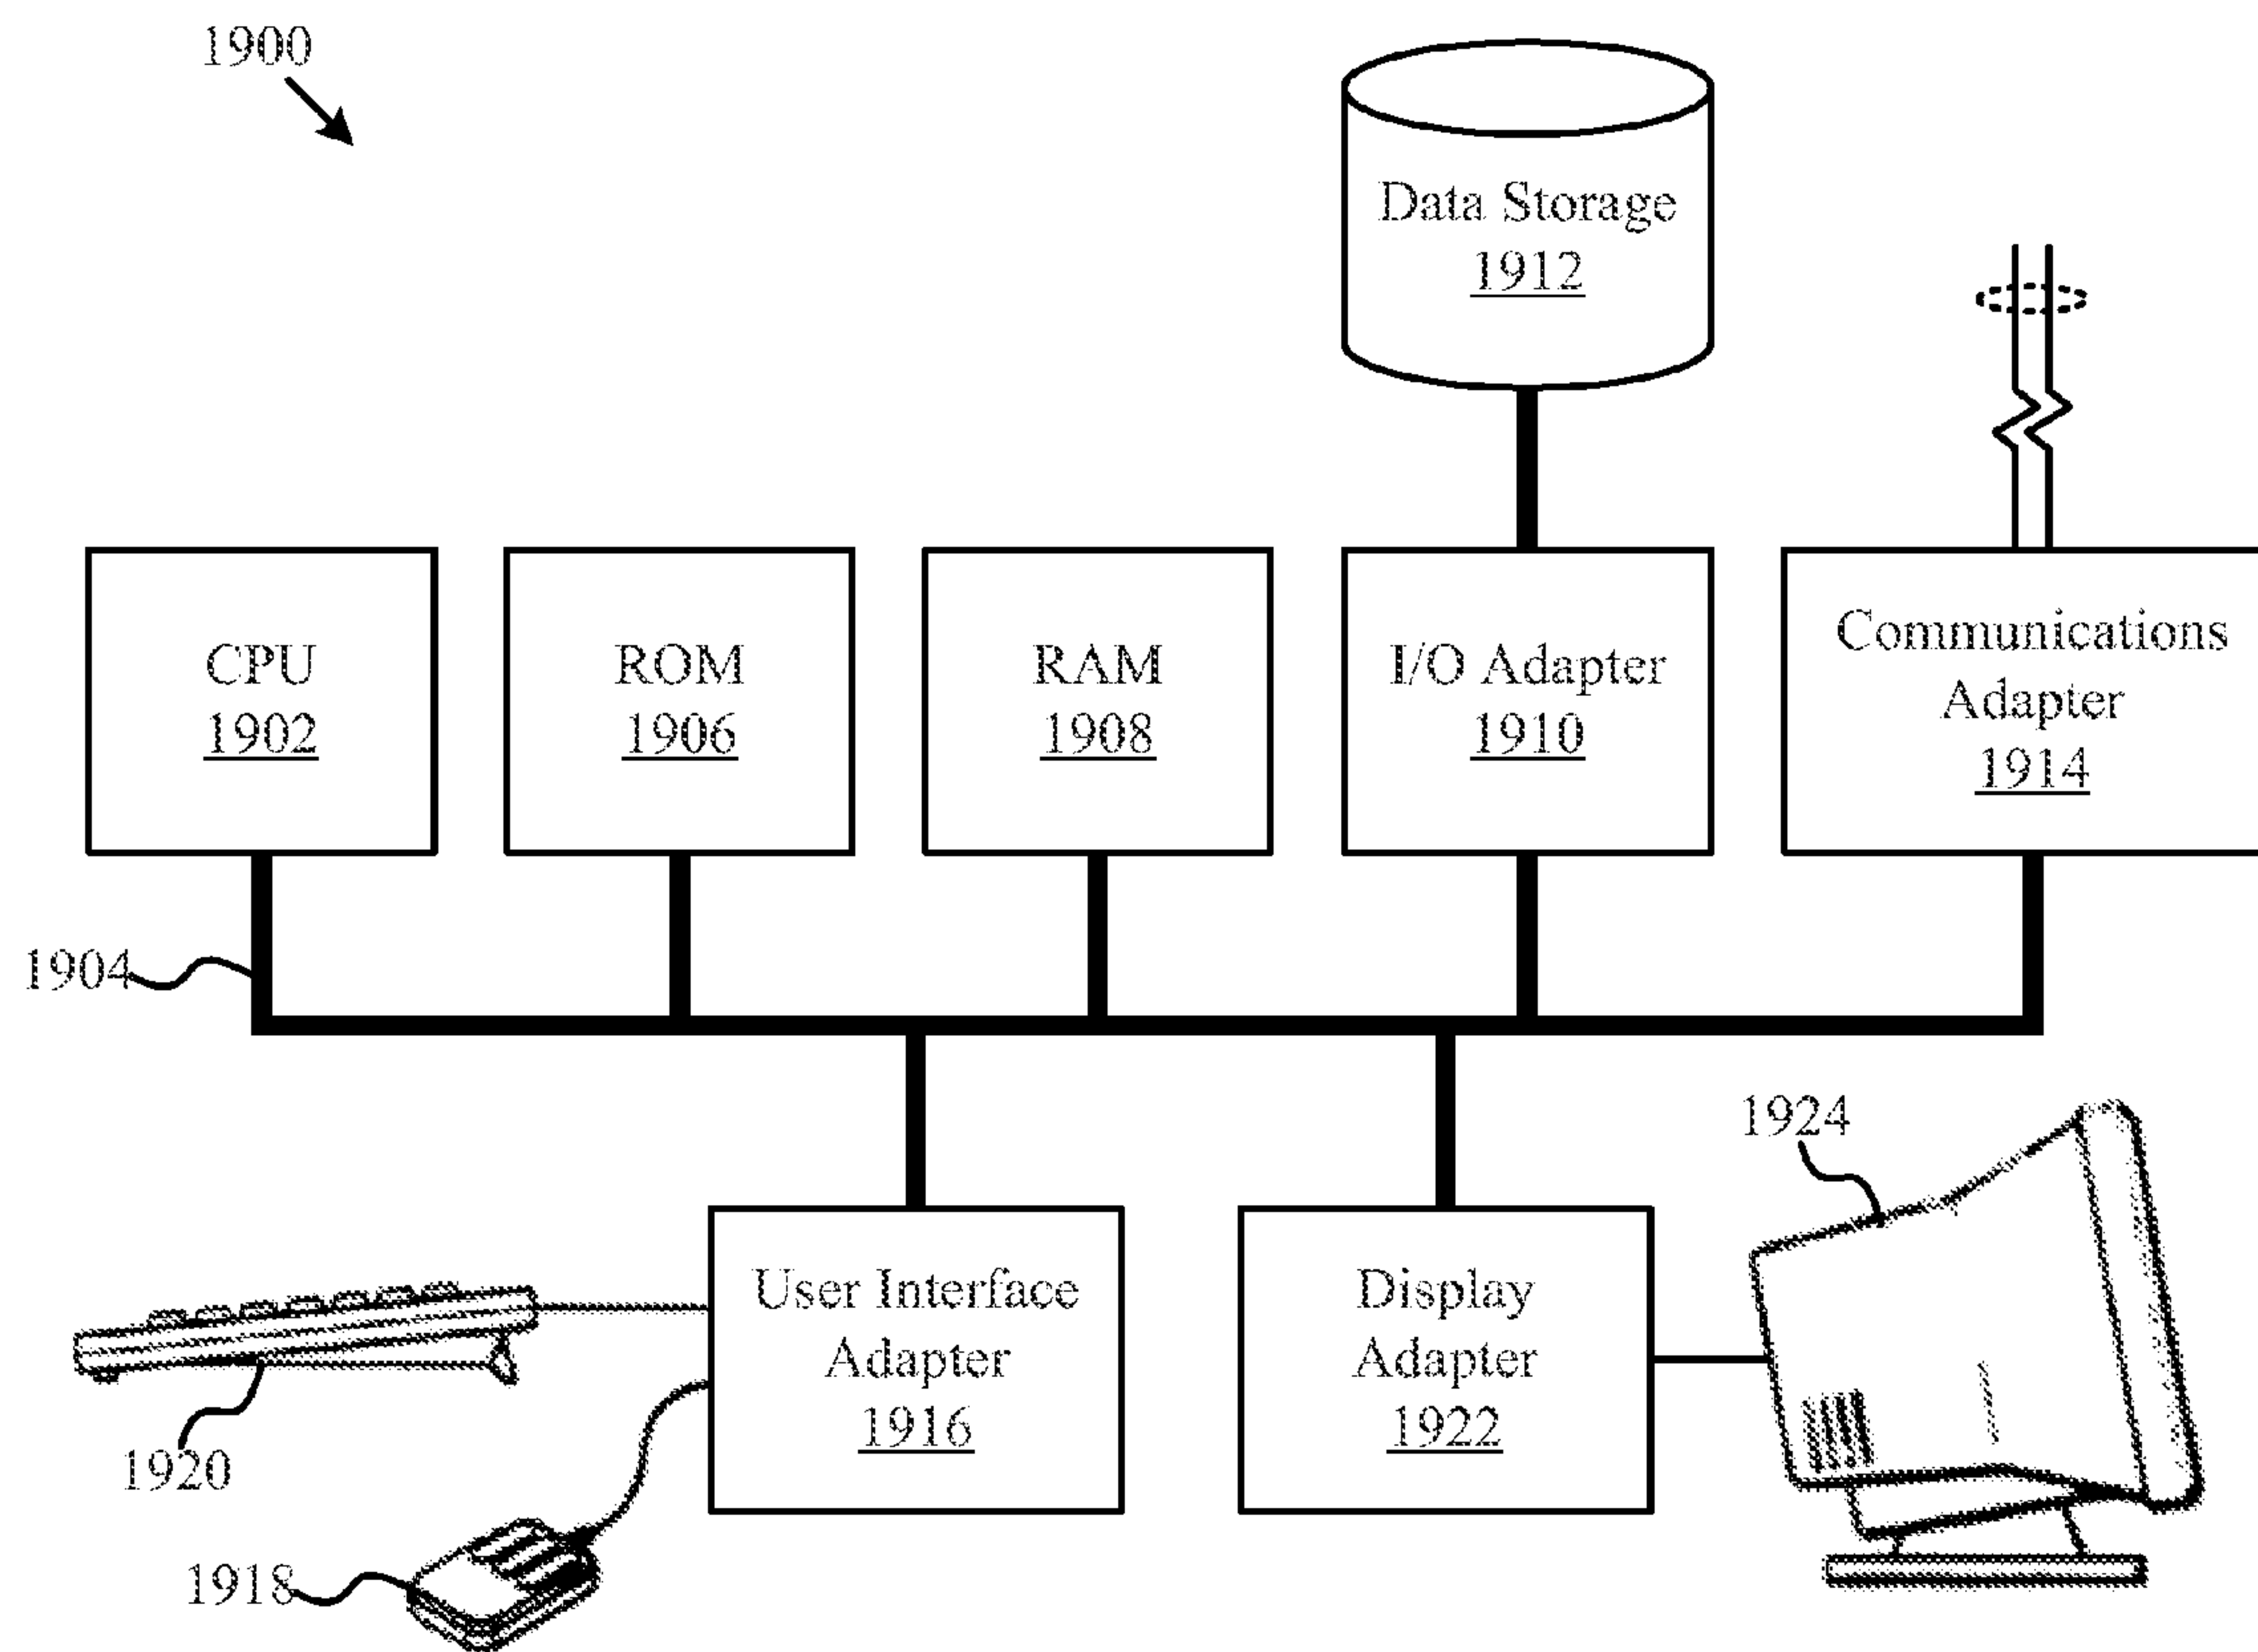 1900
Data Storage
1912
CPU
1902
ROM
1906
RAM
1908
I/O Adapter
1910
Communications
Adapter
1914
1904
1924
User Interface
Adapter
1916
Display
Adapter
1922
1920
1918